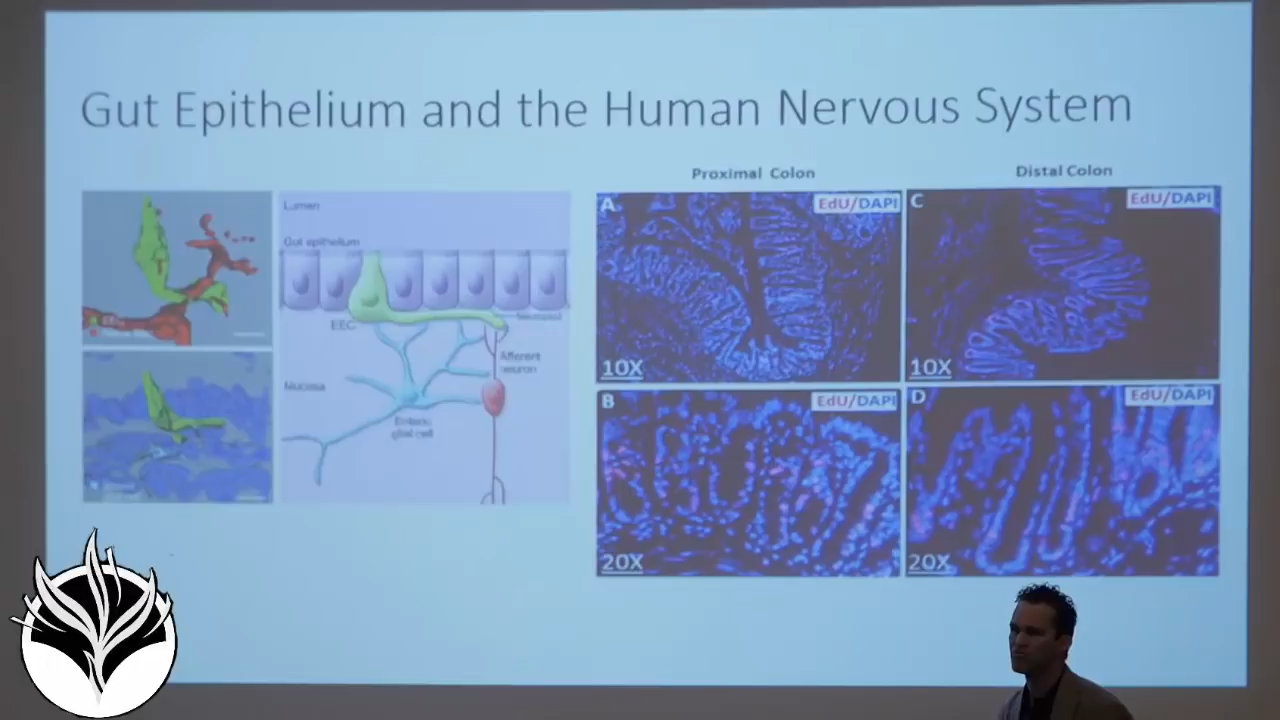 Gut Epithelium and the Human Nervous System
Lumen
Gut epithelium
EEC
Neuropod
Afferent
neuron
Mucosa
Enteric
glial cell
Proximal Colon
Distal Colon
A
EdU/DAPI
10X
C
EdU/DAPI
10X
B
EdU/DAPI
20X
D
EdU/DAPI
20X